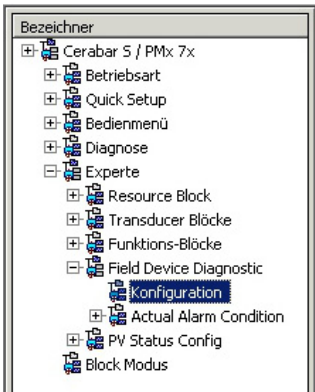 Bezeichner
Cerabar S / PMx 7x
Betriebsart
Quick Setup
Bedienmenü
Diagnose
Experte
Resource Block
Transducer Blöcke
Funktions-Blöcke
Field Device Diagnostic
Konfiguration
Actual Alarm Condition
PV Status Config
Block Modus